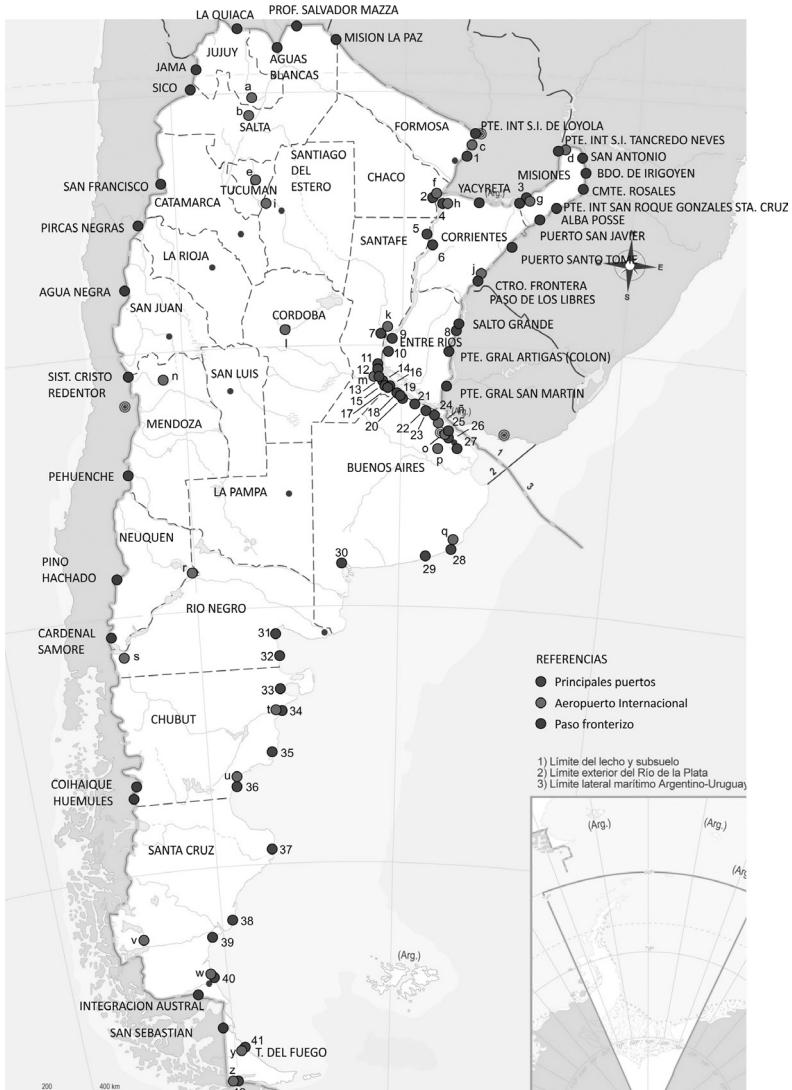 PROF. SALVADOR MAZZA
LA QUIACA
MISION LA PAZ
JUJUY
AGUAS
BLANCAS
JAMA
SICO
a
b
SALTA
FORMOSA
PTE. INT S.I. DE LOYOLA
PTE. INT S.I. TANCREDO NEVES
c
1
d
SAN ANTONIO
SANTIAGO
DEL
ESTERO
e
MISIONES
BDO. DE IRIGOYEN
CHACO
SAN FRANCISCO
TUCUMAN
f
YACYRETA
(Arg.)
3
CMTE. ROSALES
CATAMARCA
i
2
h
g
PTE. INT SAN ROQUE GONZALES STA. CRUZ
4
ALBA POSSE
PIRCAS NEGRAS
5
SANTAFE
CORRIENTES
PUERTO SAN JAVIER
6
LA RIOJA
PUERTO SANTO TOME
N
O
E
S
j
AGUA NEGRA
CTRO. FRONTERA
PASO DE LOS LIBRES
SAN JUAN
CORDOBA
k
l
7
9
SALTO GRANDE
8
ENTRE RÍOS
10
PTE. GRAL ARTIGAS (COLON)
11
SIST. CRISTO
REDENTOR
SAN LUIS
12
14
n
m
16
13
PTE. GRAL SAN MARTIN
15
19
17
18
21
20
24
ñ
MENDOZA
22
(Arg.)
23
25
26
o
27
1
p
BUENOS AIRES
2
PEHUENCHE
3
LA PAMPA
NEUQUEN
q
30
28
29
PINO
HACHADO
r
RIO NEGRO
CARDENAL
SAMORE
31
s
32
REFERENCIAS
33
Principales puertos
t
34
Aeropuerto Internacional
CHUBUT
Paso fronterizo
35
1) Límite del lecho y subsuelo
2) Límite exterior del Río de la Plata
3) Límite lateral marítimo Argentino-Uruguay
u
36
COIHAIQUE
HUEMULES
(Arg.)
(Arg.)
SANTA CRUZ
37
38
39
v
(Arg.)
w
40
INTEGRACION AUSTRAL
SAN SEBASTIAN
41
y
T. DEL FUEGO
z
200
400 km